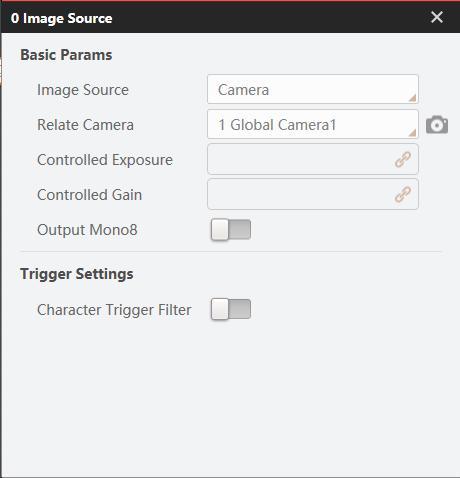 0 Image Source
Basic Params
Image Source
Camera
Relate Camera
1 Global Camera1
Controlled Exposure
Controlled Gain
Output Mono8
Trigger Settings
Character Trigger Filter